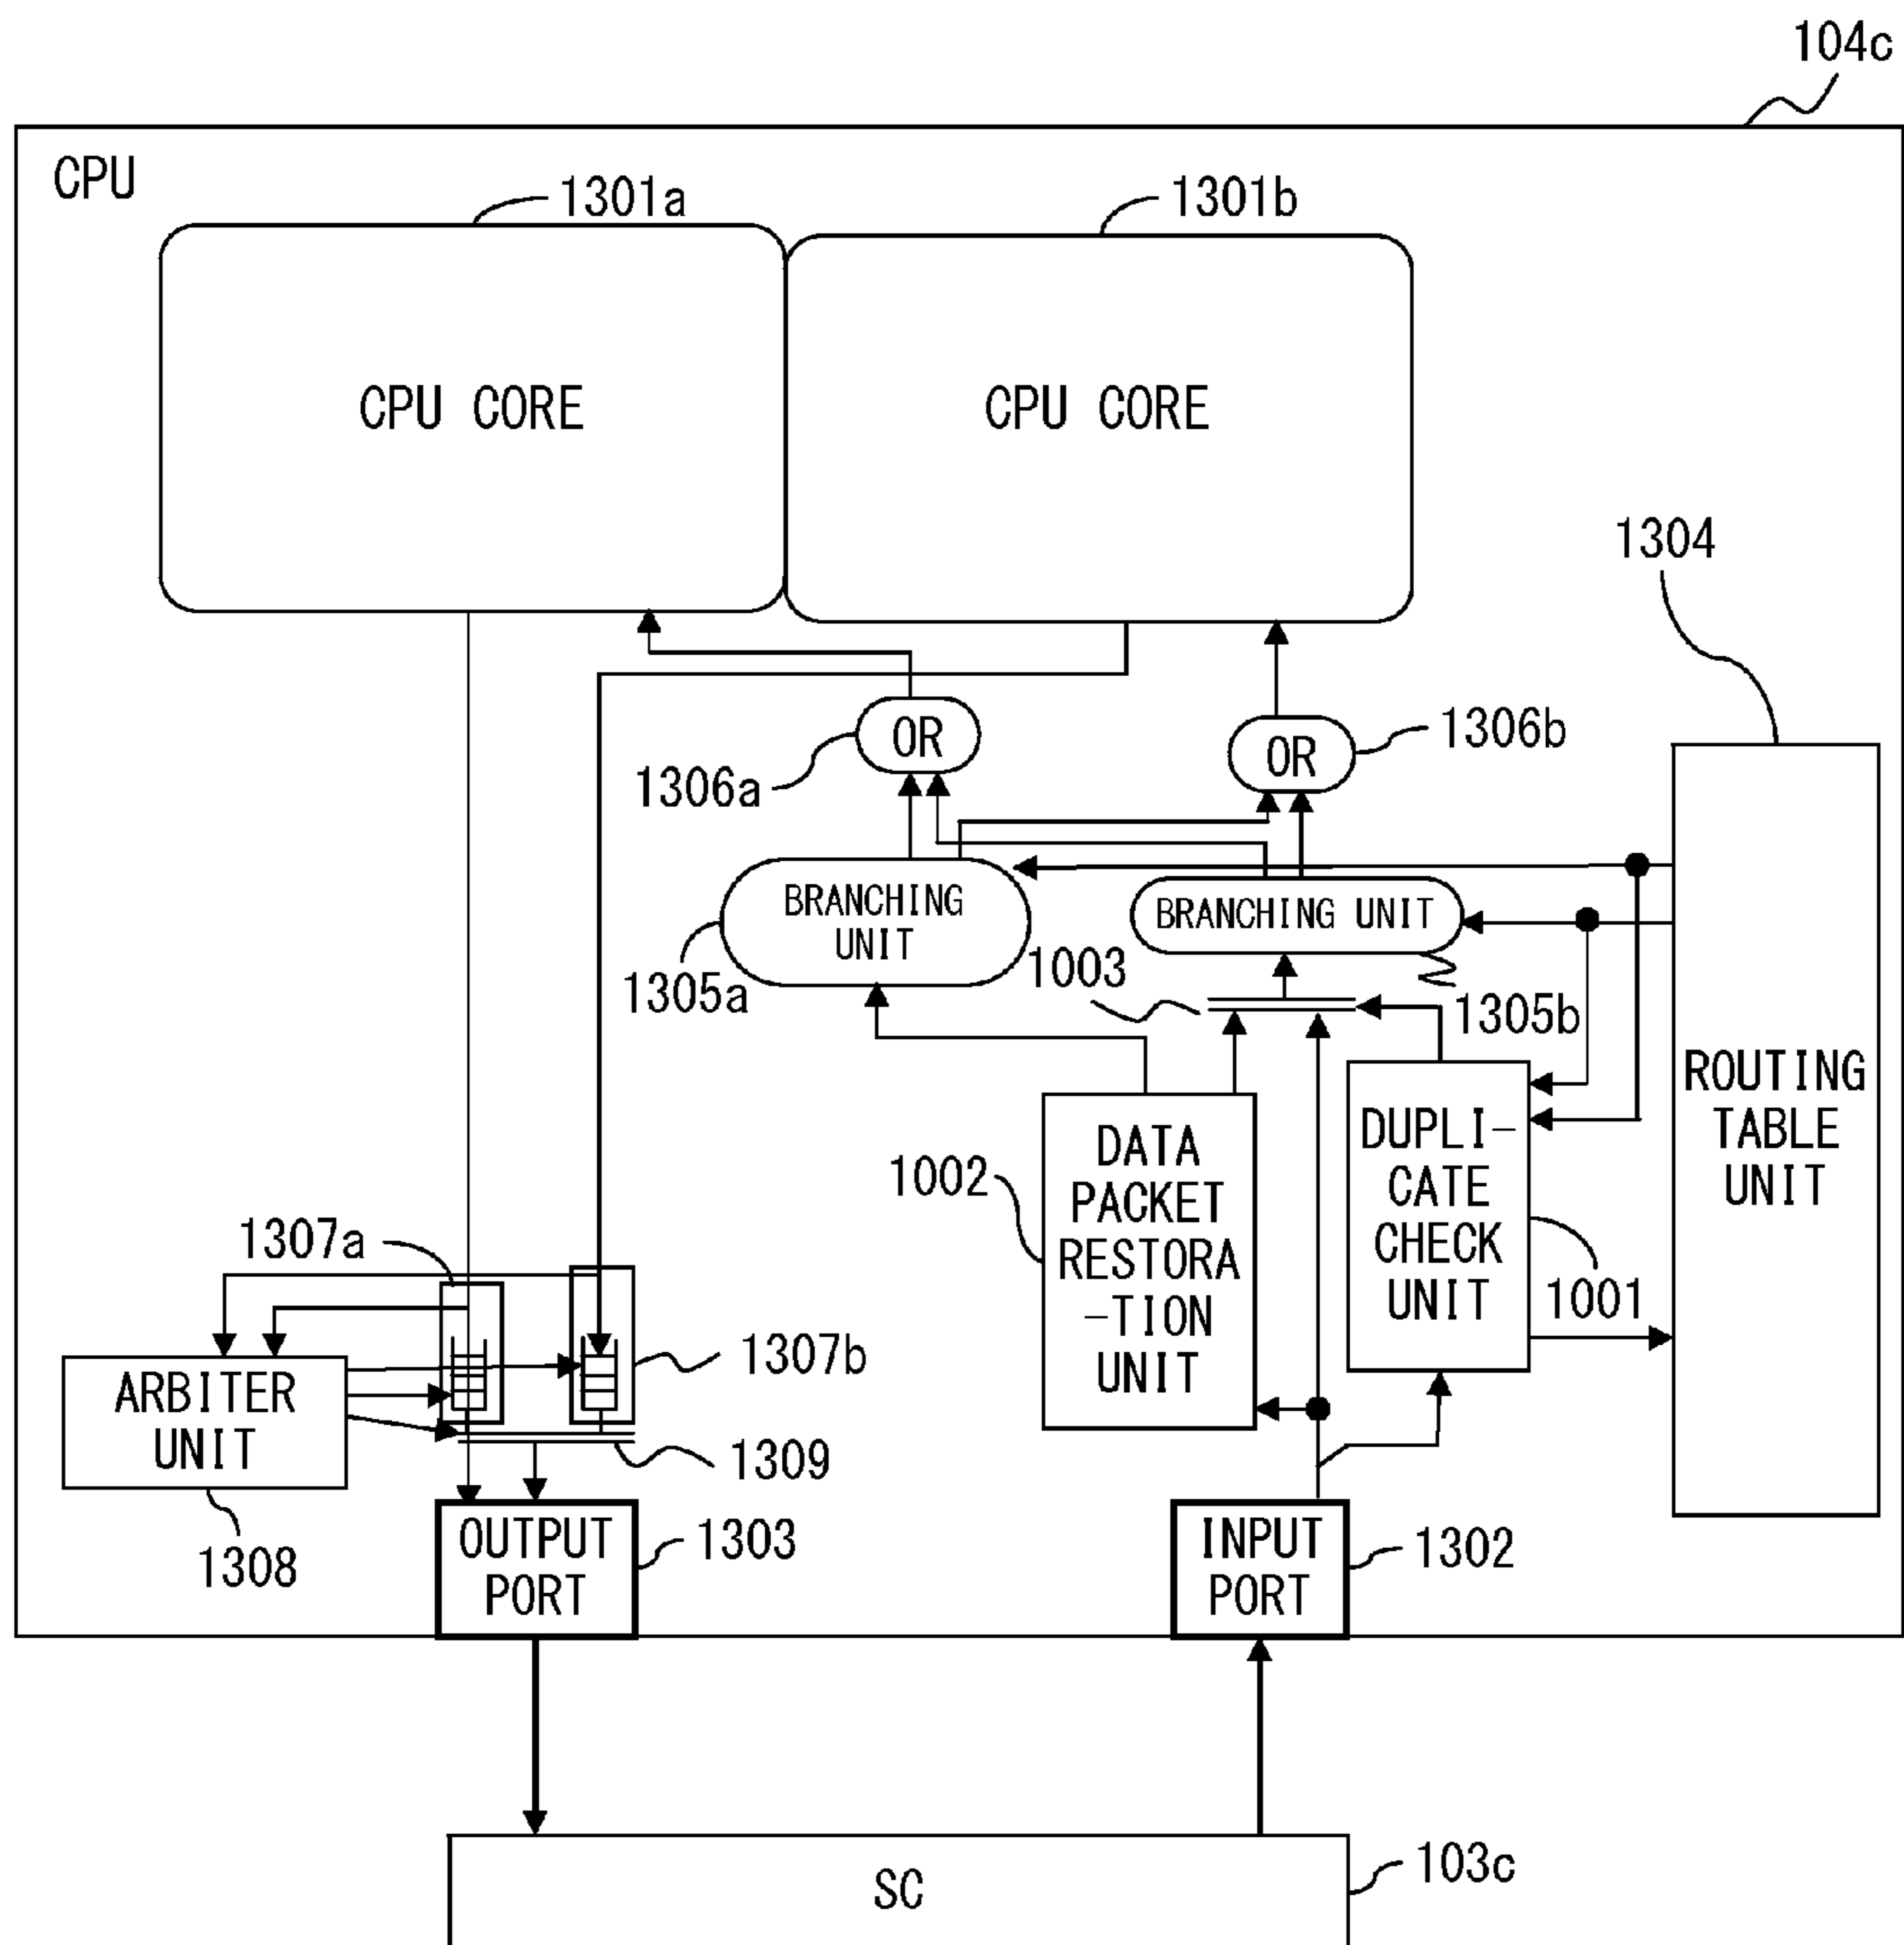 104c
CPU
1301a
1301b
CPU CORE
CPU CORE
1304
OR
1306a
OR
1306b
BRANCHING
UNIT
1305a
BRANCHING UNIT
1003
1305b
ROUTING
TABLE
UNIT
DATA
PACKET
RESTORA
-TION
UNIT
1002
DUPLI-
CATE
CHECK
UNIT
1001
1307a
1307b
ARBITER
UNIT
1308
1309
OUTPUT
PORT
1303
INPUT
PORT
1302
SC
103c